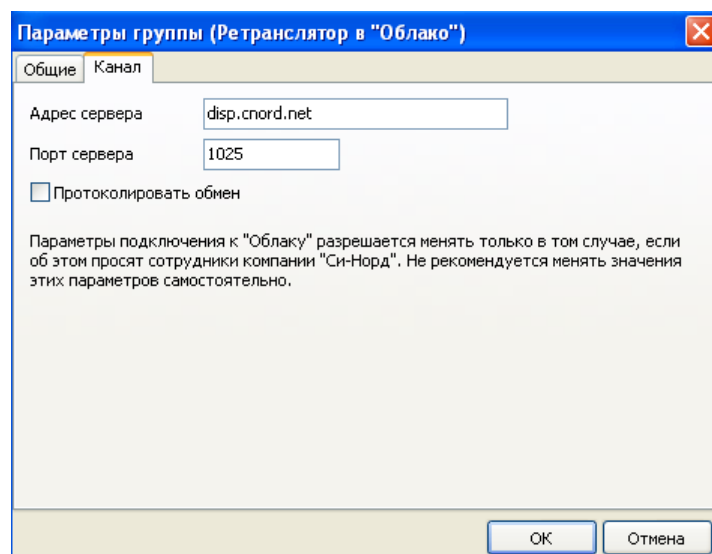 Параметры группы (Ретранслятор в "Облако")
Общие Канал
Адрес сервера disp.cnord.net
Порт сервера 1025
Протоколировать обмен
Параметры подключения к "Облаку" разрешается менять только в том случае, если
об этом просят сотрудники компании "Си-Норд". Не рекомендуется менять значения
этих параметров самостоятельно.
ОК Отмена